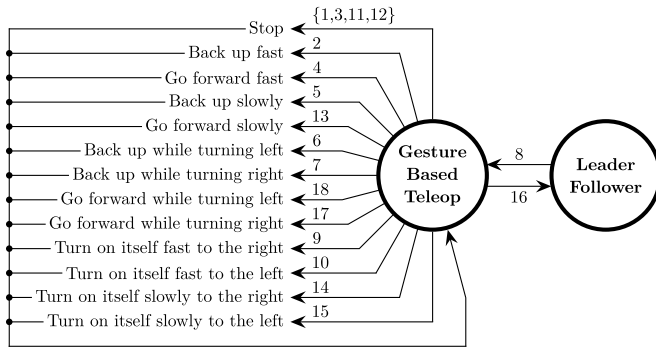 {1,3,11,12}
Stop
2
Back up fast
4
Go forward fast
5
Back up slowly
13
Go forward slowly
6
Back up while turning left
7
Back up while turning right
18
Go forward while turning left
17
Go forward while turning right
9
Turn on itself fast to the right
10
Turn on itself fast to the left
14
Turn on itself slowly to the right
15
Turn on itself slowly to the left
Gesture
Based
Teleop
8
16
Leader
Follower